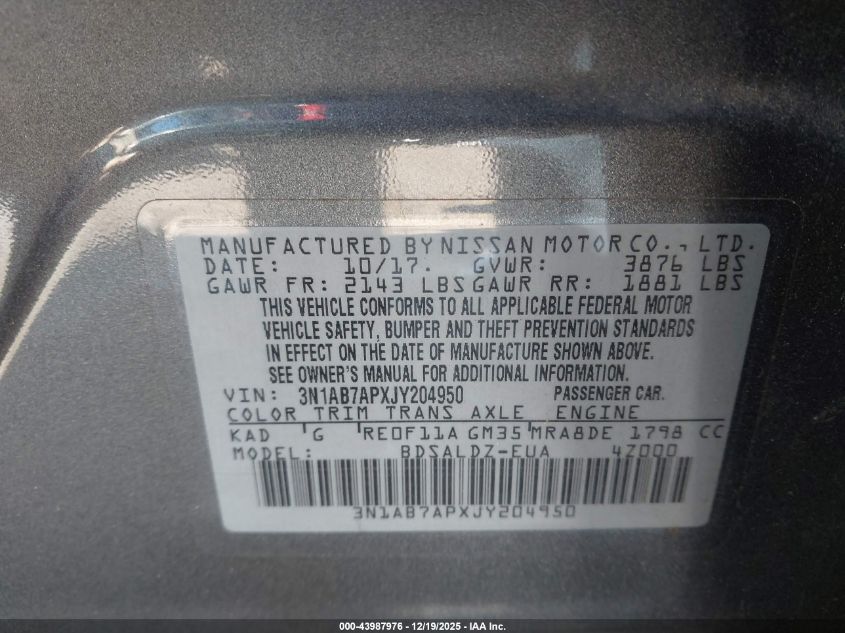 MANUFACTURED BY NISSAN MOTOR CO., LTD.
DATE: 10/17. GVWR: 3876 LBS
GAWR FR: 2143 LBS GAWR RR: 1881 LBS
THIS VEHICLE CONFORMS TO ALL APPLICABLE FEDERAL MOTOR
VEHICLE SAFETY, BUMPER AND THEFT PREVENTION STANDARDS
IN EFFECT ON THE DATE OF MANUFACTURE SHOWN ABOVE.
SEE OWNER'S MANUAL FOR ADDITIONAL INFORMATION.
VIN: 3N1AB7APXJY204950 PASSENGER CAR.
COLOR TRIM TRANS AXLE ENGINE
KAD G RE0F11A GM35 MRA8DE 1798 CC
MODEL: BDSALDZ-EUA 4Z000
3N1AB7APXJY204950
000-43987976 - 12/19/2025 - IAA Inc.